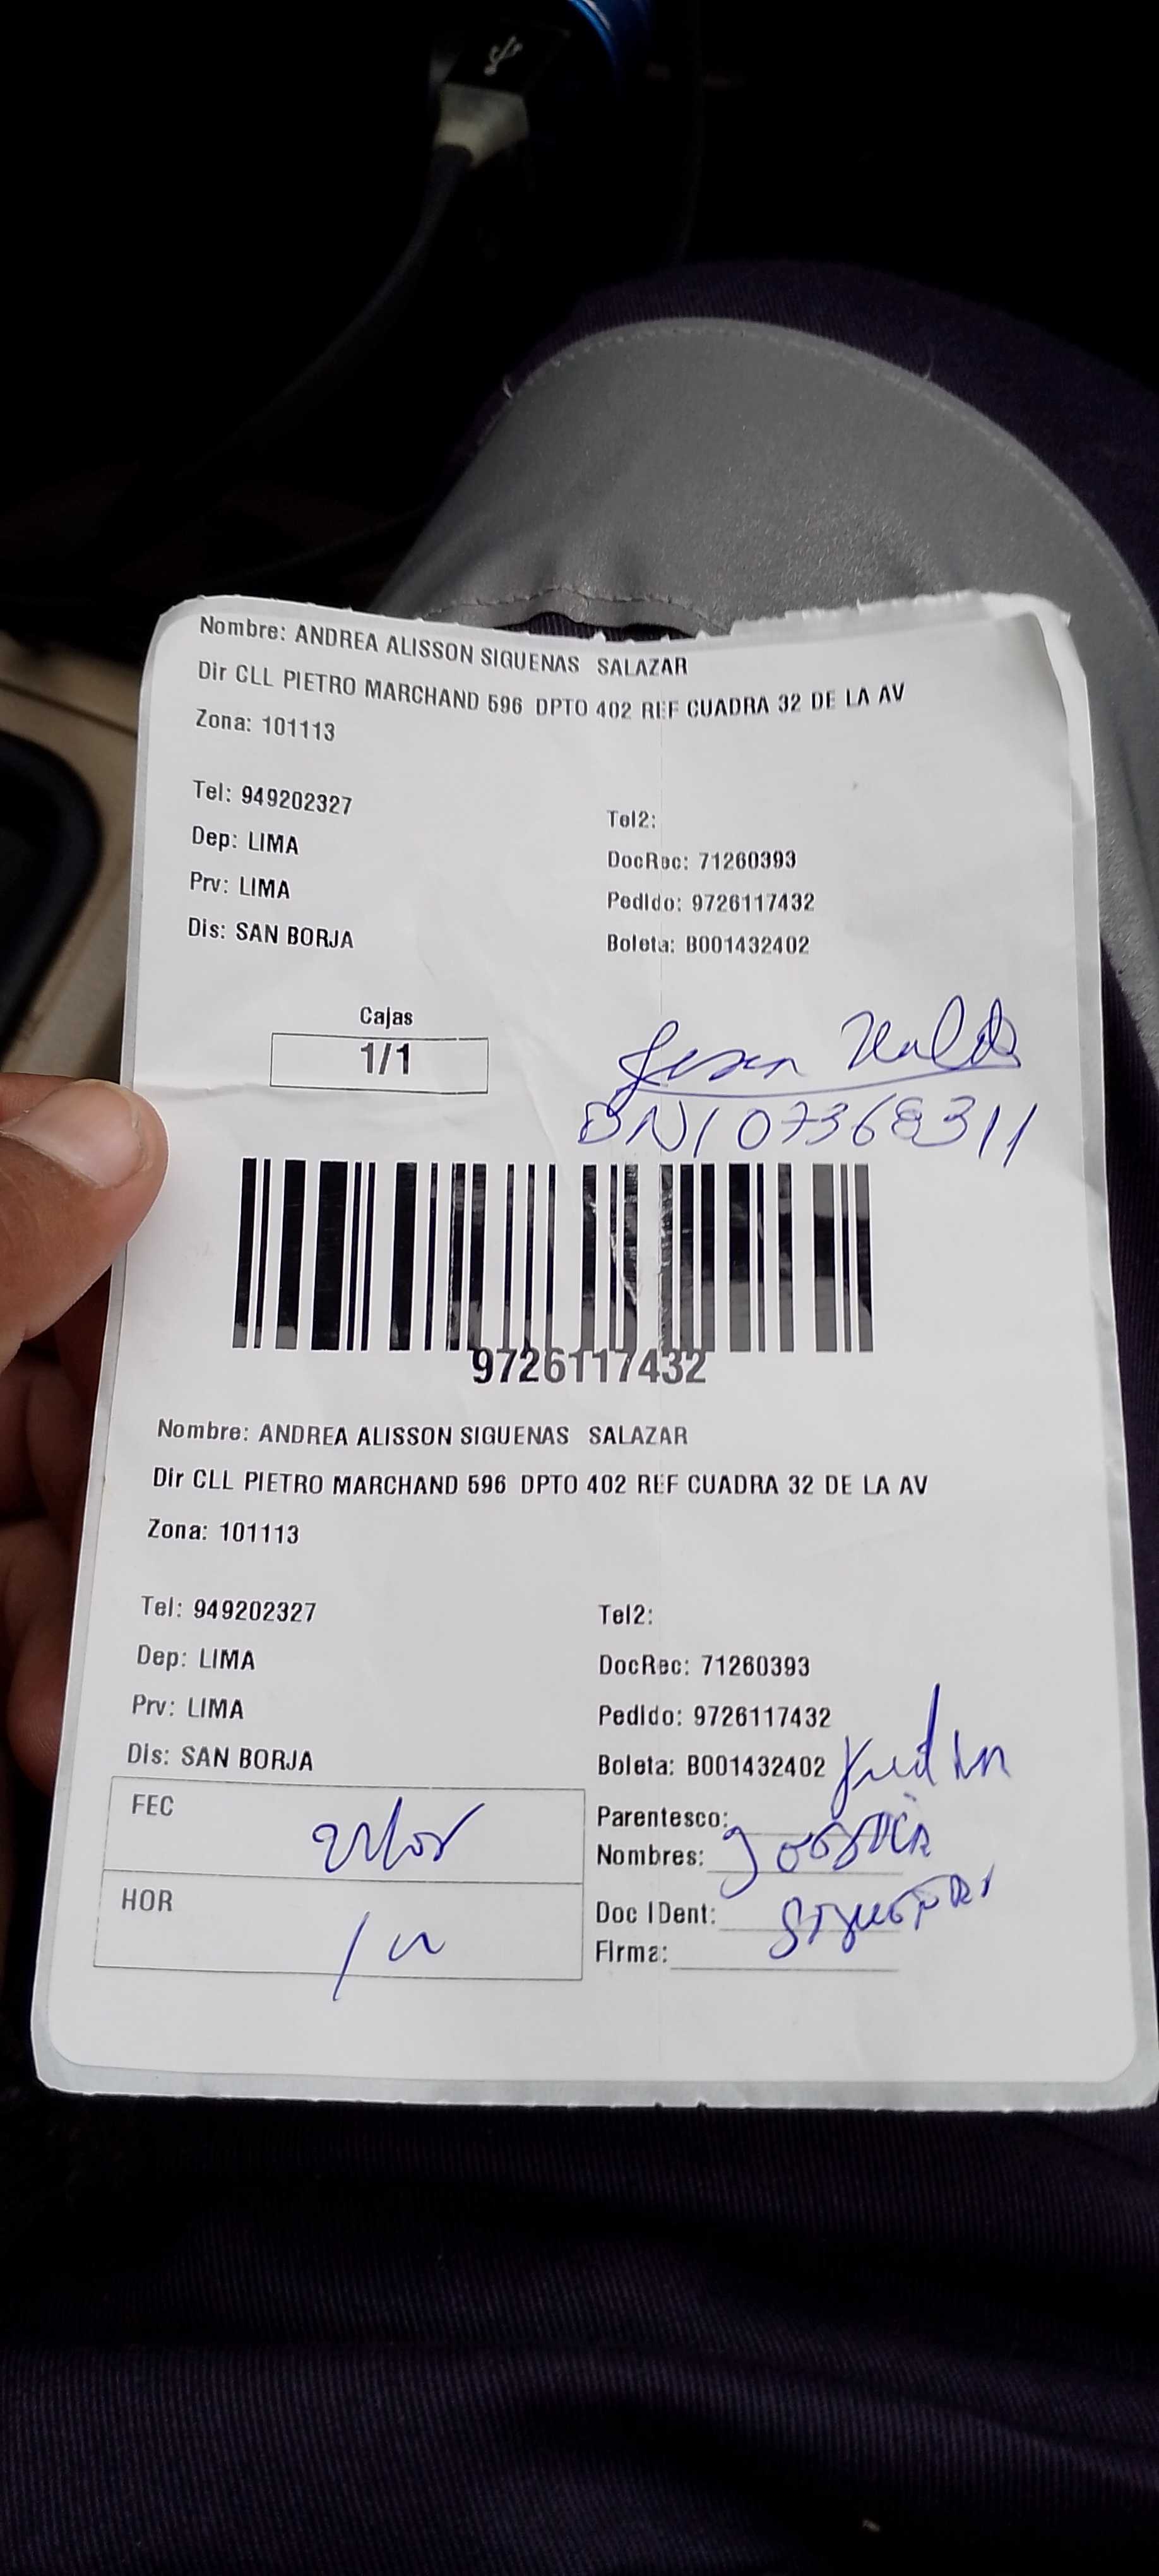 Nombre: ANDREA ALISSON SIGUENAS SALAZAR
Dir CLL PIETRO MARCHAND 596 DPTO 402 REF CUADRA 32 DE LA AV
Zona: 101113
Tel: 949202327
Tel2:
Dep: LIMA
DocRec: 71260393
Prv: LIMA
Pedido: 9726117432
Dis: SAN BORJA
Boleta: B001432402
Cajas
1/1
DNI 07368311
9726117432
Nombre: ANDREA ALISSON SIGUENAS SALAZAR
Dir CLL PIETRO MARCHAND 596 DPTO 402 REF CUADRA 32 DE LA AV
Zona: 101113
Tel: 949202327
Tel2:
Dep: LIMA
DocRec: 71260393
Prv: LIMA
Pedido: 9726117432
Dis: SAN BORJA
Boleta: B001432402
FEC
Parentesco:
Nombres:
HOR
Doc IDent:
Firma: